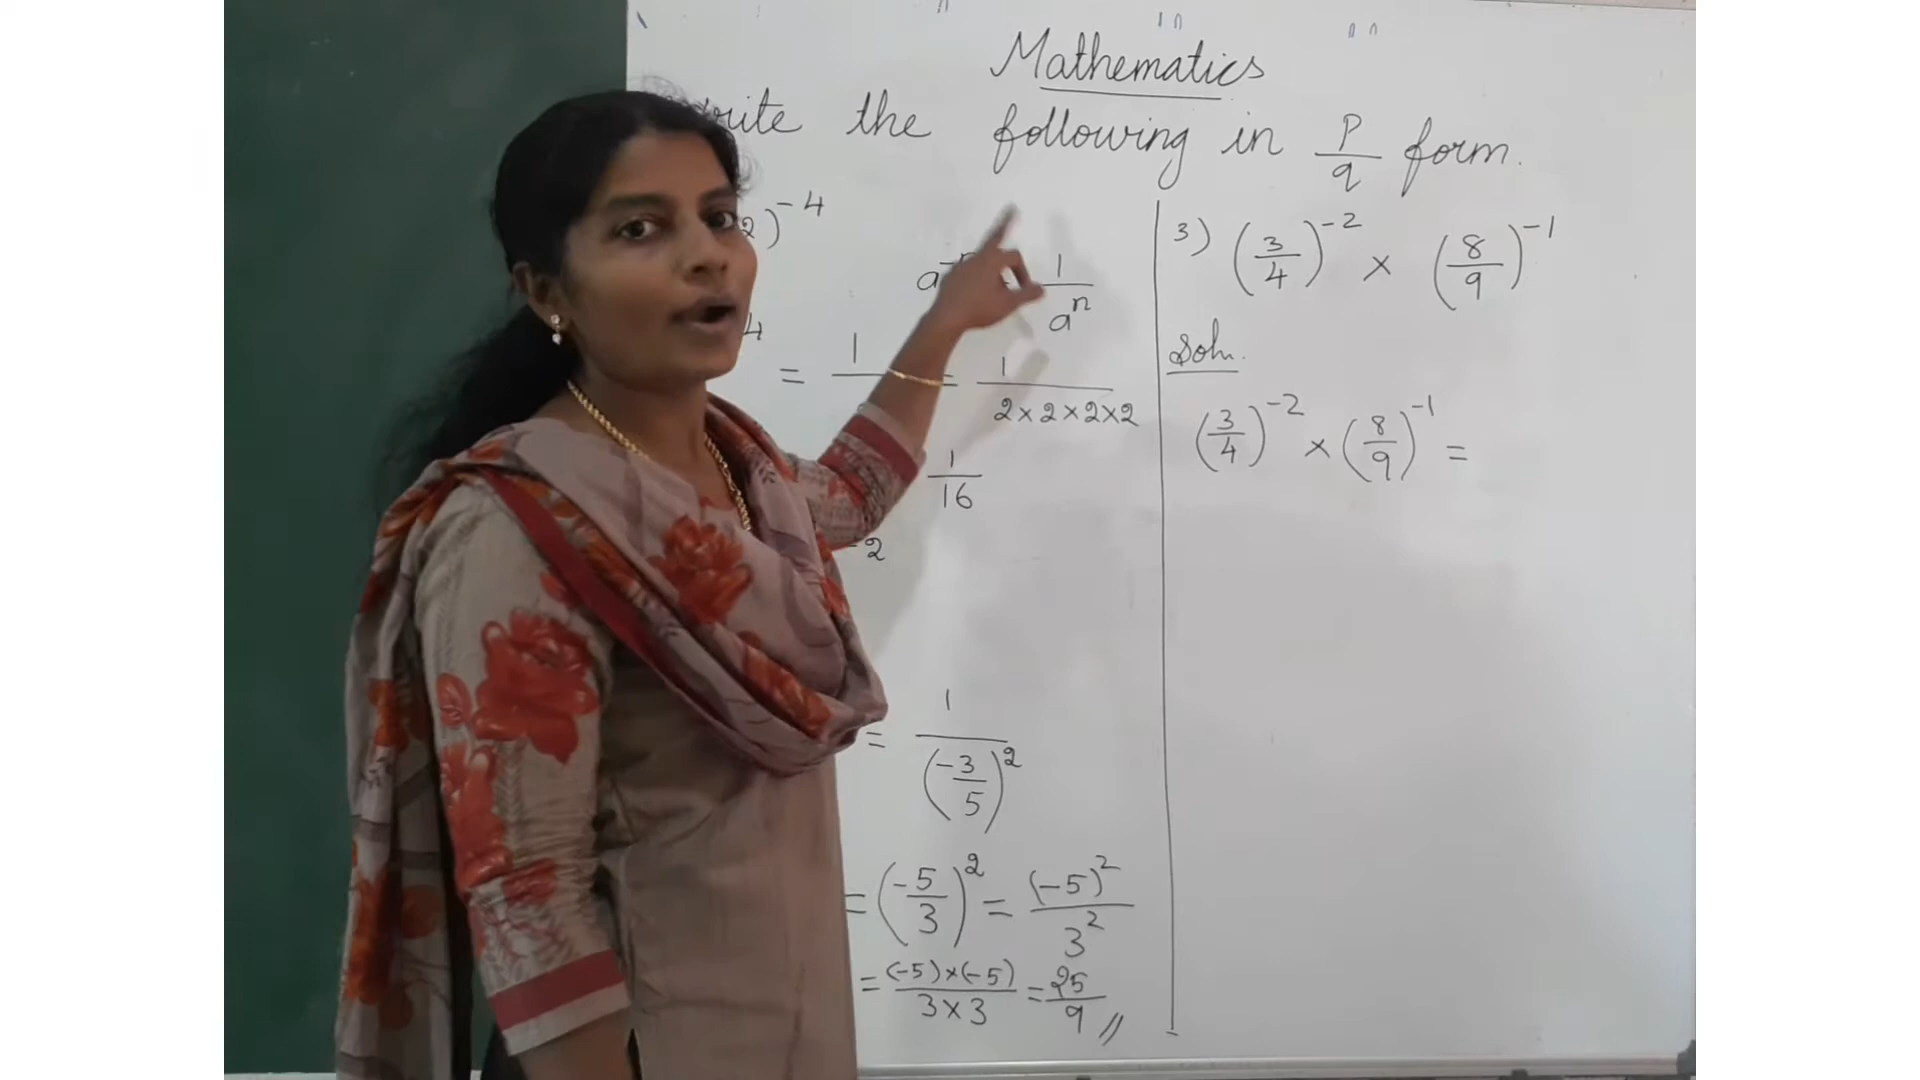 Mathematics
the following in p/q form.
2)^-4
a = 1/a^n
= 1 = 1/(2×2×2×2)
1/16
-2
= 1/(-3/5)^2
= (-5/3)^2 = (-5)^2/3^2
= (-5)×(-5)/3×3 = 25/9 //
3) (3/4)^-2 × (8/9)^-1
Soln.
(3/4)^-2 × (8/9)^-1 =